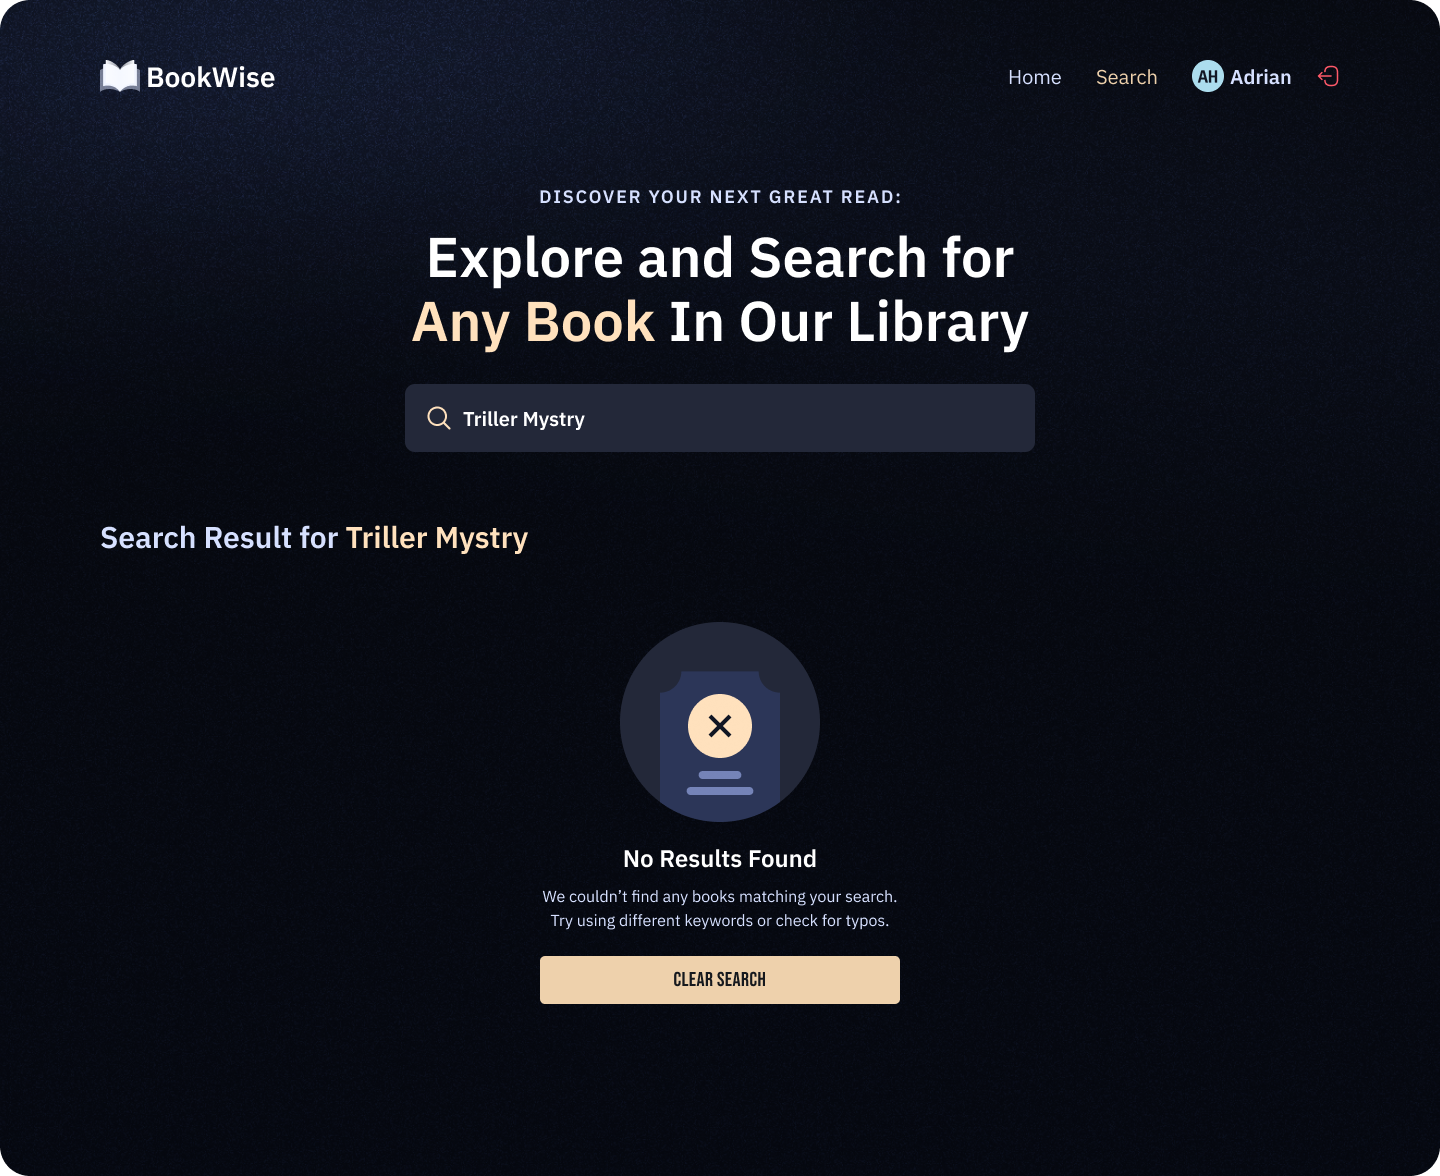 BookWise
Home
Search
AH
Adrian
DISCOVER YOUR NEXT GREAT READ:
Explore and Search for
Any Book In Our Library
Triller Mystry
Search Result for Triller Mystry
No Results Found
We couldn’t find any books matching your search.
Try using different keywords or check for typos.
CLEAR SEARCH